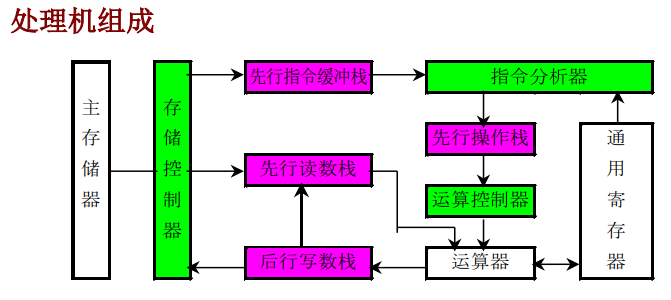 处理机组成
主存储器
存储控制器
先行指令缓冲栈
指令分析器
先行操作栈
通用寄存器
先行读数栈
运算控制器
后行写数栈
运算器